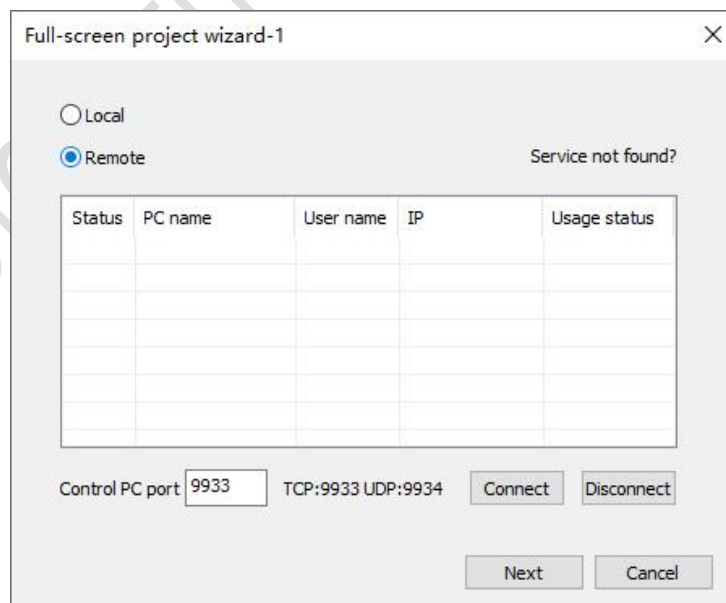 Full-screen project wizard-1
Local
Remote
Service not found?
Status PC name User name IP Usage status
Control PC port 9933 TCP:9933 UDP:9934 Connect Disconnect
Next Cancel